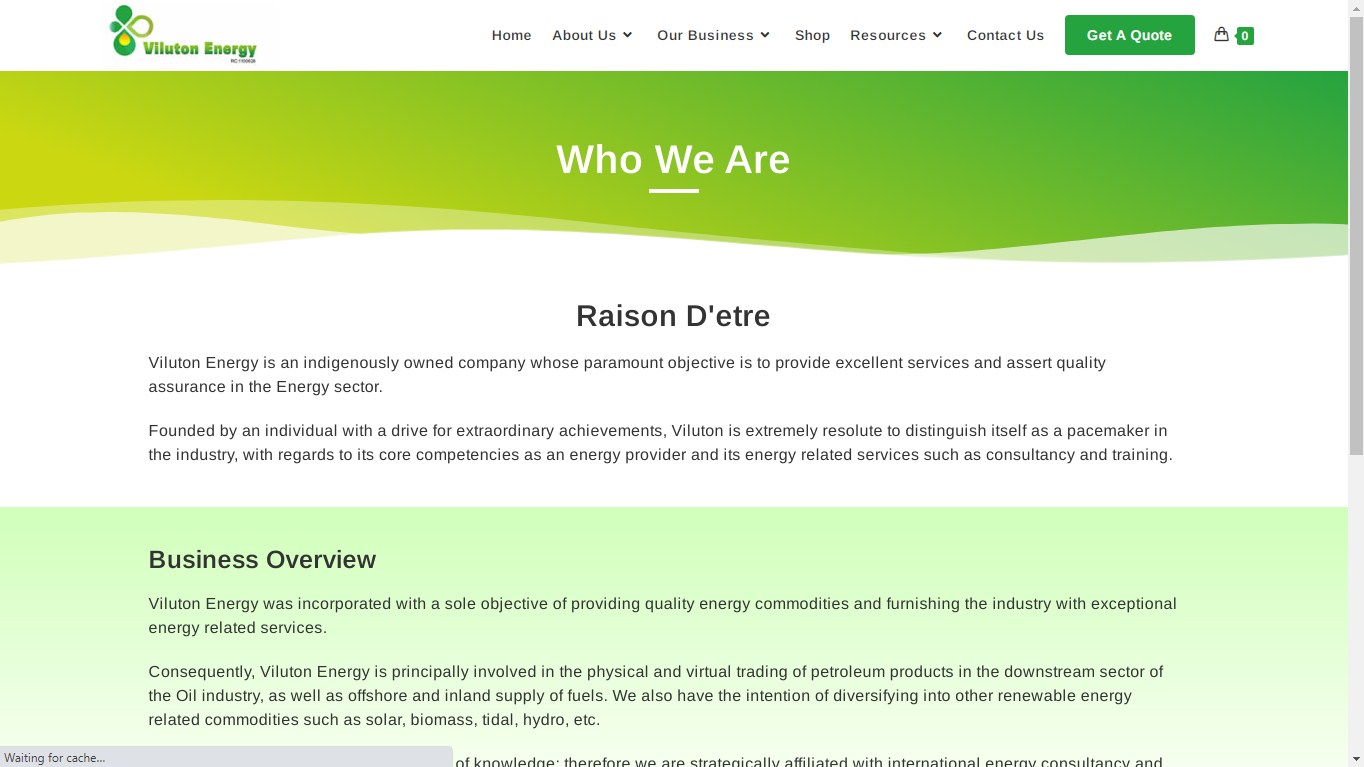 Viluton Energy
RC1190628
Home
About Us
Our Business
Shop
Resources
Contact Us
Get A Quote
0
Who We Are
Raison D'etre
Viluton Energy is an indigenously owned company whose paramount objective is to provide excellent services and assert quality
assurance in the Energy sector.
Founded by an individual with a drive for extraordinary achievements, Viluton is extremely resolute to distinguish itself as a pacemaker in
the industry, with regards to its core competencies as an energy provider and its energy related services such as consultancy and training.
Business Overview
Viluton Energy was incorporated with a sole objective of providing quality energy commodities and furnishing the industry with exceptional
energy related services.
Consequently, Viluton Energy is principally involved in the physical and virtual trading of petroleum products in the downstream sector of
the Oil industry, as well as offshore and inland supply of fuels. We also have the intention of diversifying into other renewable energy
related commodities such as solar, biomass, tidal, hydro, etc.
of knowledge; therefore we are strategically affiliated with international energy consultancy and
Waiting for cache...